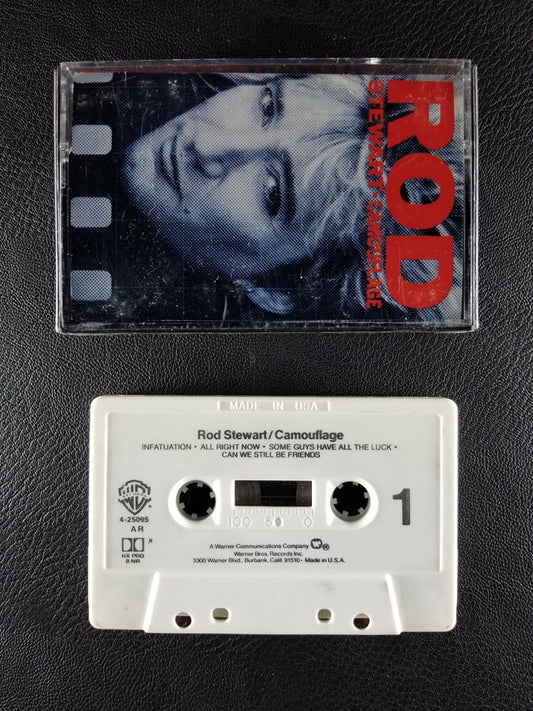 ROD
STEWART · CAMOUFLAGE
MADE IN USA
Rod Stewart/Camouflage
INFATUATION • ALL RIGHT NOW • SOME GUYS HAVE ALL THE LUCK •
CAN WE STILL BE FRIENDS
4-25095
AR
1
100 50 0
HX PRO
B NR
A Warner Communications Company
Warner Bros. Records Inc.
3300 Warner Blvd., Burbank, Calif. 91510 • Made in U.S.A.